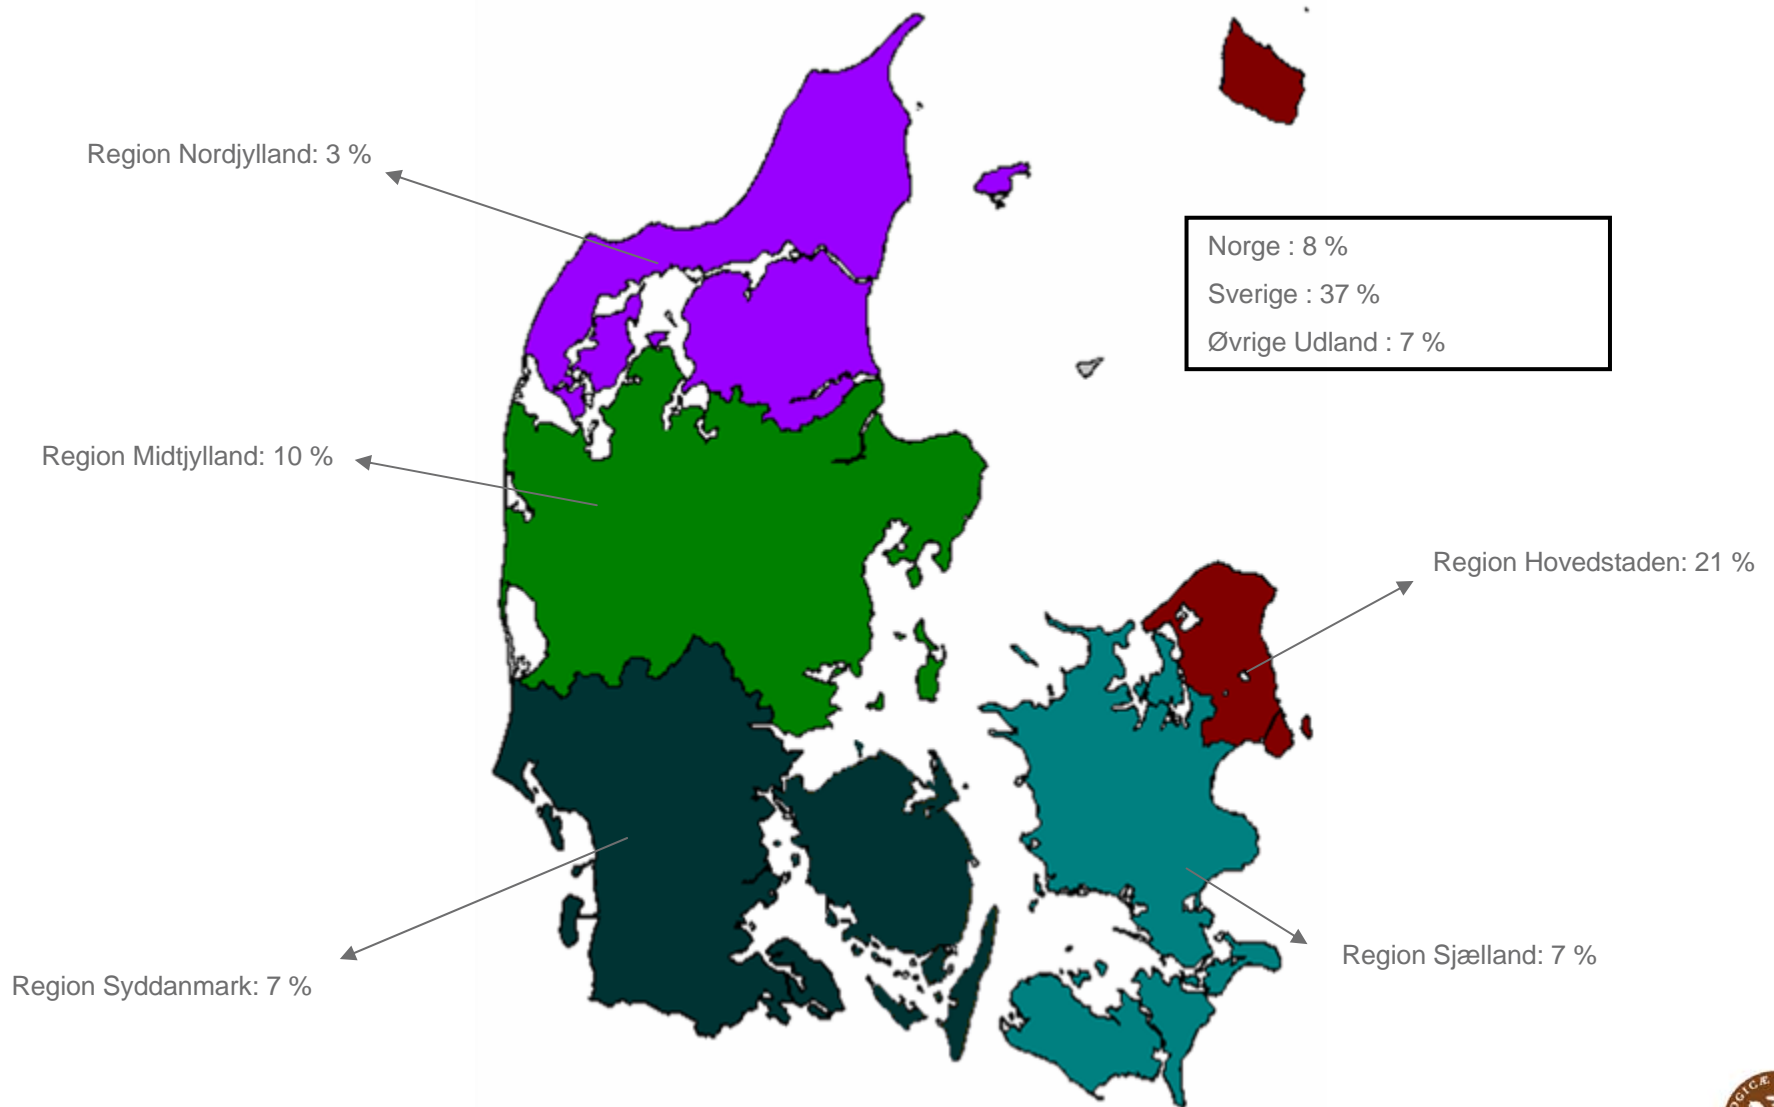 Region Nordjylland: 3 %
Norge : 8 %
Sverige : 37 %
Øvrige Udland : 7 %
Region Midtjylland: 10 %
Region Hovedstaden: 21 %
Region Sjælland: 7 %
Region Syddanmark: 7 %